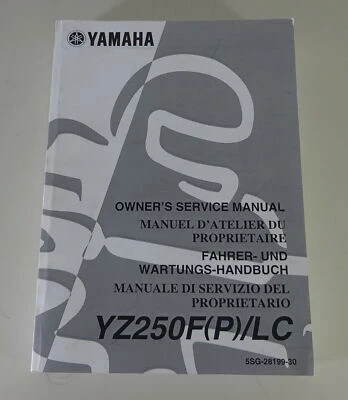 YAMAHA
OWNER'S SERVICE MANUAL
MANUEL D'ATELIER DU
PROPRIETAIRE
FAHRER- UND
WARTUNGS-HANDBUCH
MANUALE DI SERVIZIO DEL
PROPRIETARIO
YZ250F(P)/LC
5SG-28199-30